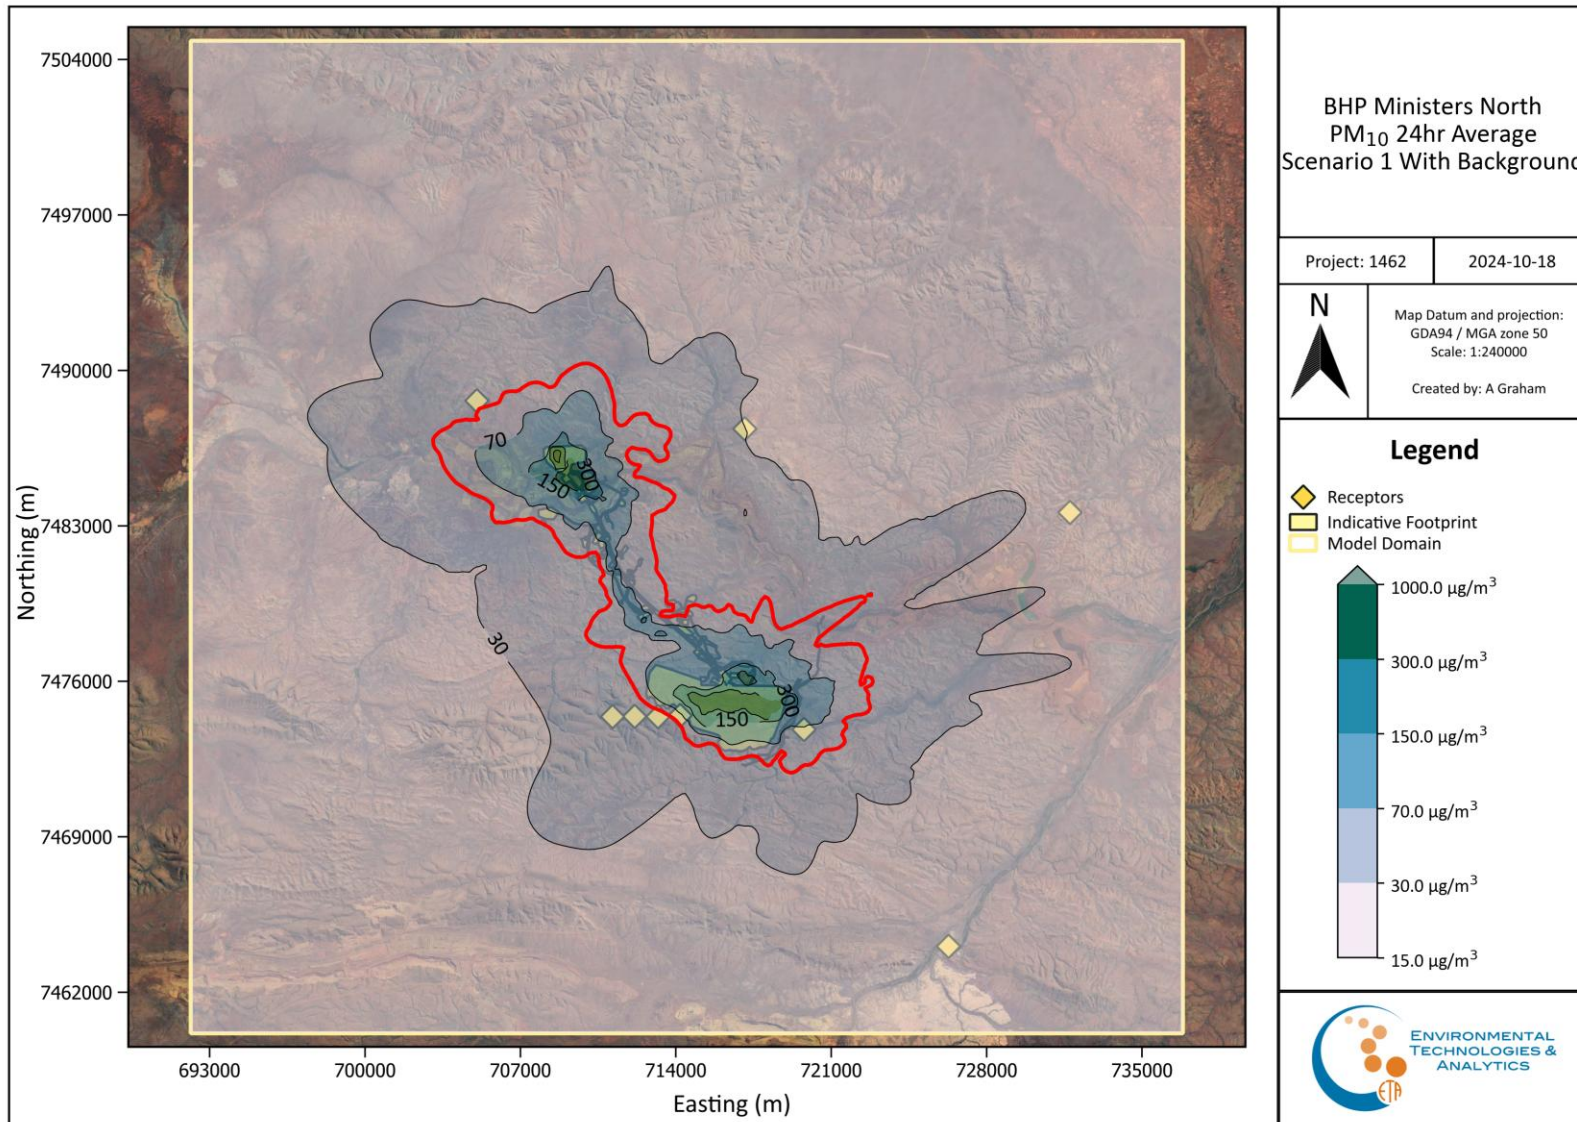 BHP Ministers North
PM10 24hr Average
Scenario 1 With Background
Project: 1462
2024-10-18
N
Map Datum and projection:
GDA94 / MGA zone 50
Scale: 1:240000
Created by: A Graham
Legend
Receptors
Indicative Footprint
Model Domain
1000.0 µg/m³
300.0 µg/m³
150.0 µg/m³
70.0 µg/m³
30.0 µg/m³
15.0 µg/m³
ENVIRONMENTAL
TECHNOLOGIES &
ANALYTICS
ETA
Northing (m)
7504000
7497000
7490000
7483000
7476000
7469000
7462000
70
300
150
30
300
150
693000
700000
707000
714000
721000
728000
735000
Easting (m)